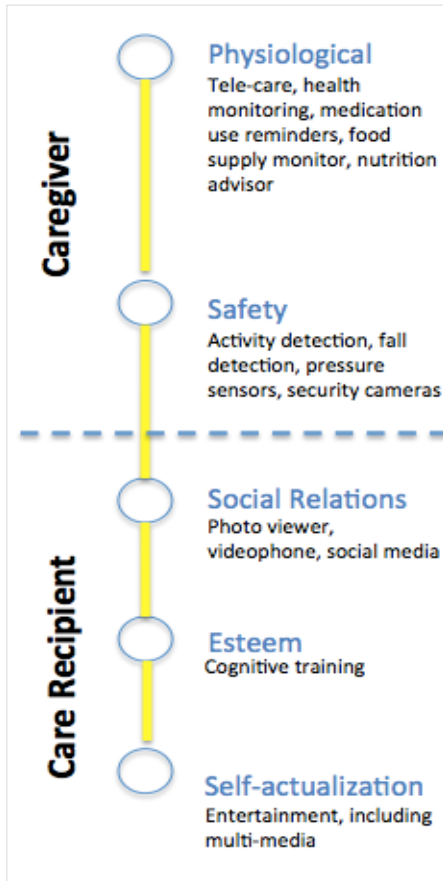 Caregiver
Physiological
Tele-care, health
monitoring, medication
use reminders, food
supply monitor, nutrition
advisor
Safety
Activity detection, fall
detection, pressure
sensors, security cameras
Care Recipient
Social Relations
Photo viewer,
videophone, social media
Esteem
Cognitive training
Self-actualization
Entertainment, including
multi-media